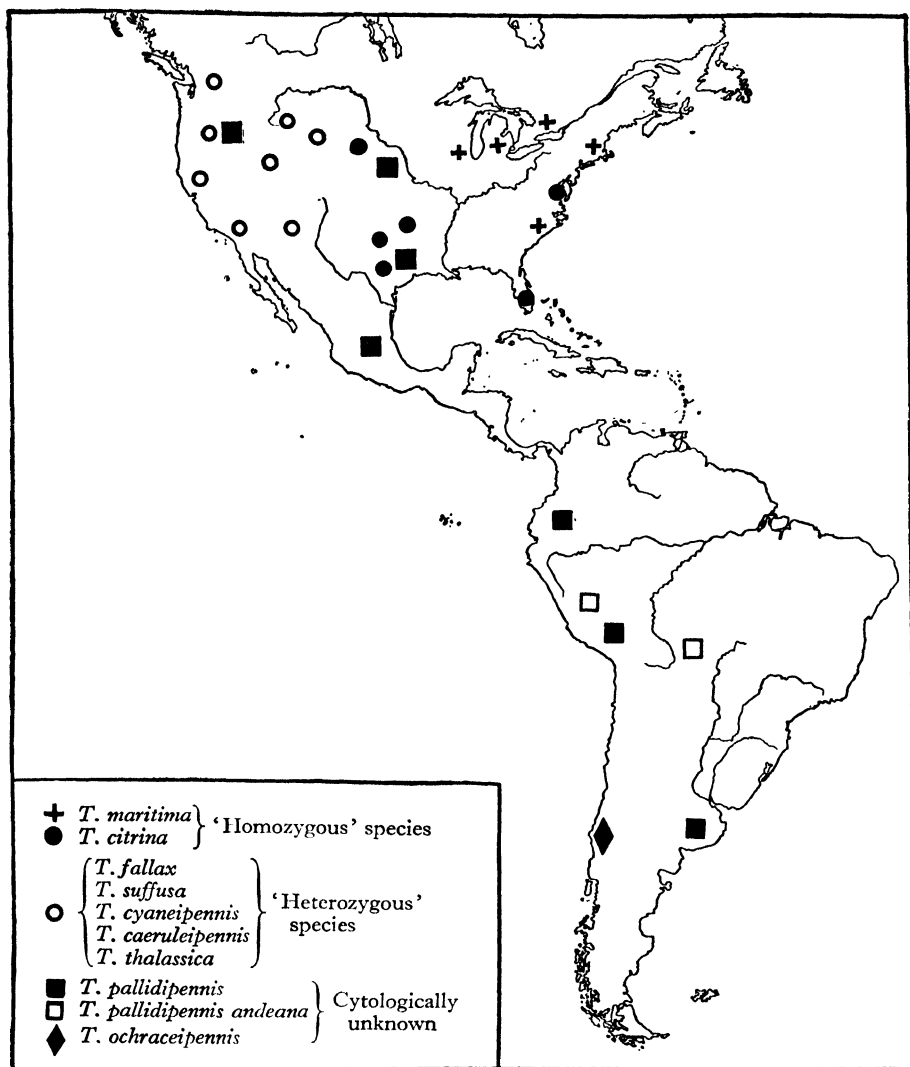 T. maritima
T. citrina
'Homozygous' species
T. fallax
T. suffusa
T. cyaneipennis
T. caeruleipennis
T. thalassica
'Heterozygous'
species
T. pallidipennis
T. pallidipennis andeana
T. ochraceipennis
Cytologically
unknown